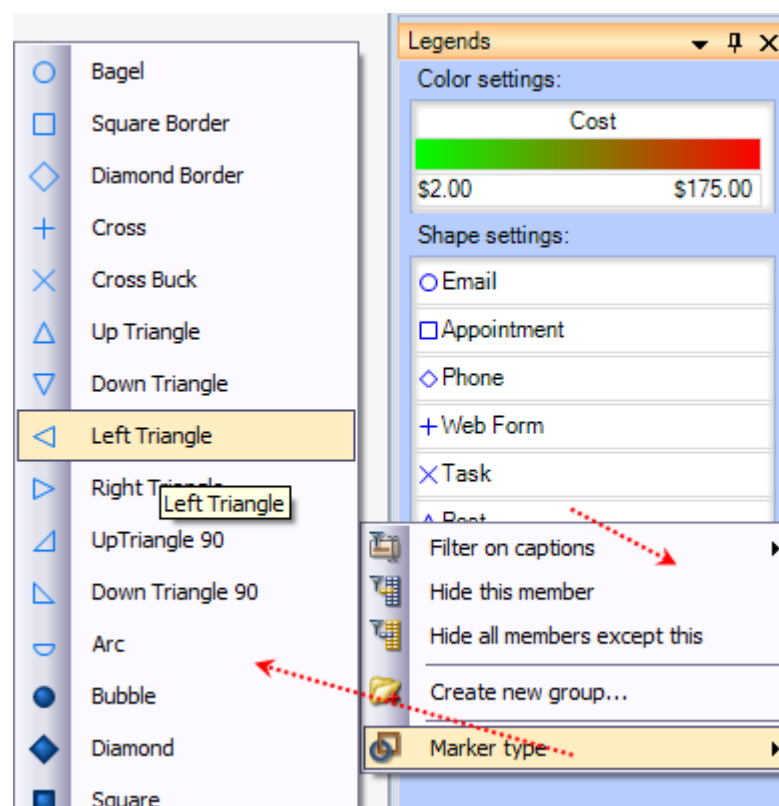 Bagel
Square Border
Diamond Border
Cross
Cross Buck
Up Triangle
Down Triangle
Left Triangle
Right Triangle
Left Triangle
UpTriangle 90
Down Triangle 90
Arc
Bubble
Diamond
Square
Legends
Color settings:
Cost
$2.00 $175.00
Shape settings:
Email
Appointment
Phone
Web Form
Task
Filter on captions
Hide this member
Hide all members except this
Create new group...
Marker type